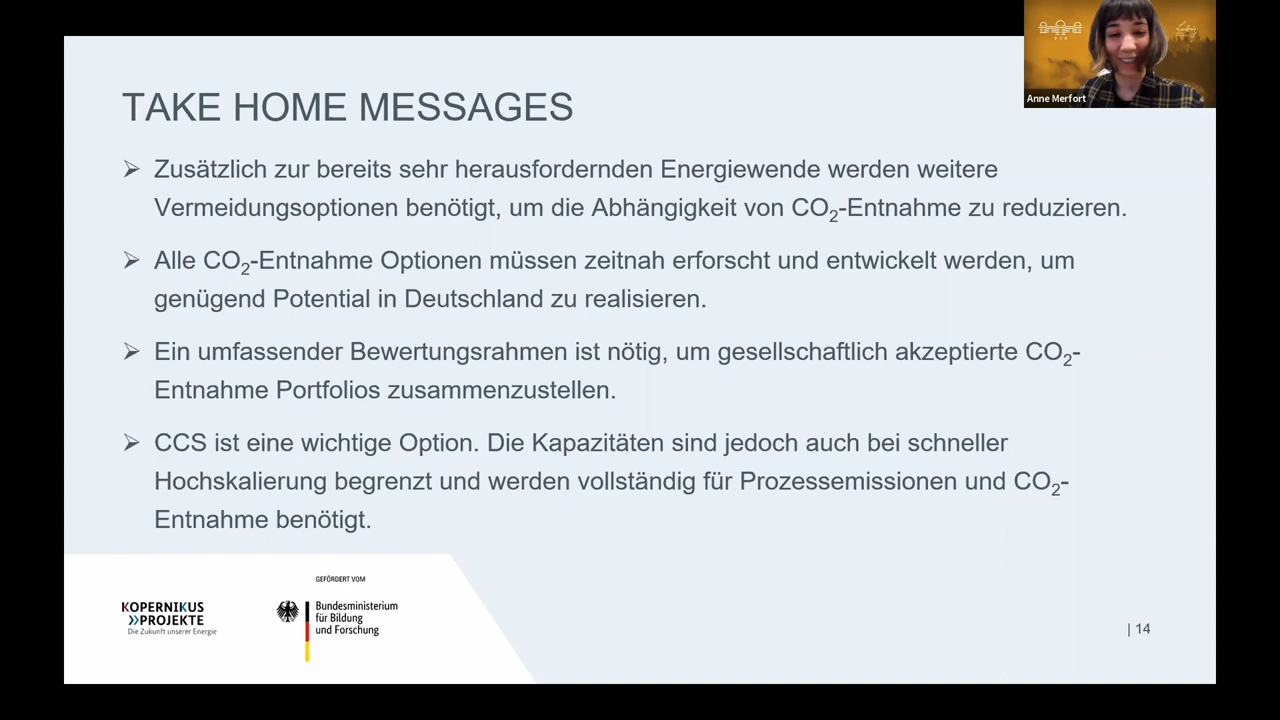 Anne Merfort
TAKE HOME MESSAGES
Zusätzlich zur bereits sehr herausfordernden Energiewende werden weitere
Vermeidungsoptionen benötigt, um die Abhängigkeit von CO₂-Entnahme zu reduzieren.
Alle CO₂-Entnahme Optionen müssen zeitnah erforscht und entwickelt werden, um
genügend Potential in Deutschland zu realisieren.
Ein umfassender Bewertungsrahmen ist nötig, um gesellschaftlich akzeptierte CO₂-
Entnahme Portfolios zusammenzustellen.
CCS ist eine wichtige Option. Die Kapazitäten sind jedoch auch bei schneller
Hochskalierung begrenzt und werden vollständig für Prozessemissionen und CO₂-
Entnahme benötigt.
GEFÖRDERT VOM
KOPERNIKUS
PROJEKTE
Die Zukunft unserer Energie
Bundesministerium
für Bildung
und Forschung
| 14